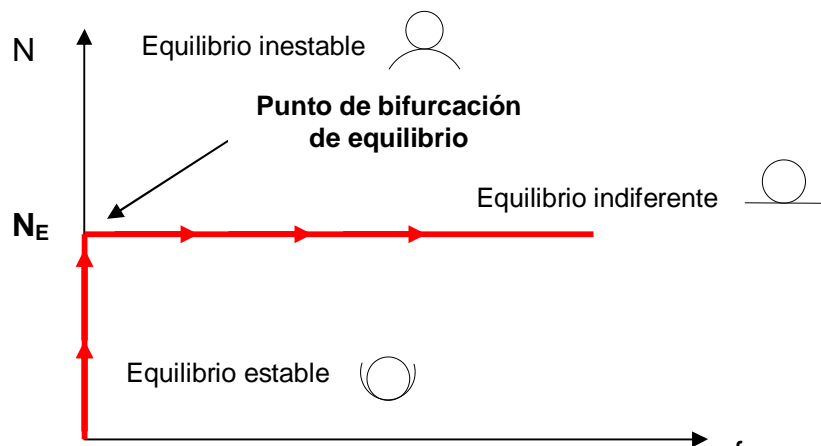 N
Equilibrio inestable
Punto de bifurcación
de equilibrio
Equilibrio indiferente
NE
Equilibrio estable
f